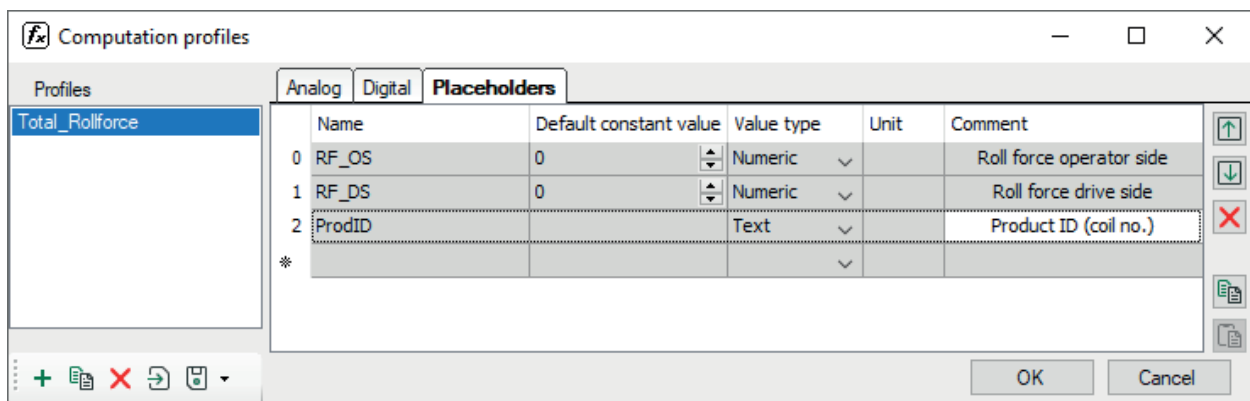 fx Computation profiles
Profiles
Total_Rollforce
Analog Digital Placeholders
Name Default constant value Value type Unit Comment
0 RF_OS 0 Numeric Roll force operator side
1 RF_DS 0 Numeric Roll force drive side
2 ProdID Text Product ID (coil no.)
OK Cancel